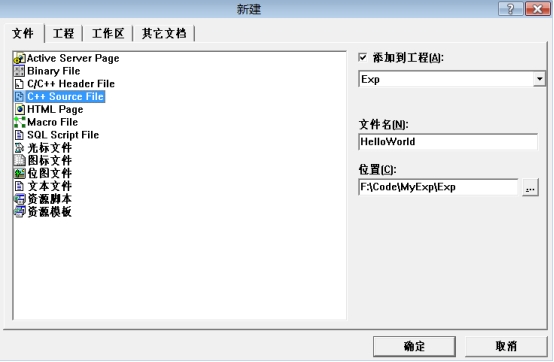 新建
文件 工程 工作区 其它文档
Active Server Page
Binary File
C/C++ Header File
C++ Source File
HTML Page
Macro File
SQL Script File
光标文件
图标文件
位图文件
文本文件
资源脚本
资源模板
添加到工程[A]:
Exp
文件名[N]:
HelloWorld
位置[C]:
F:\Code\MyExp\Exp
...
确定 取消